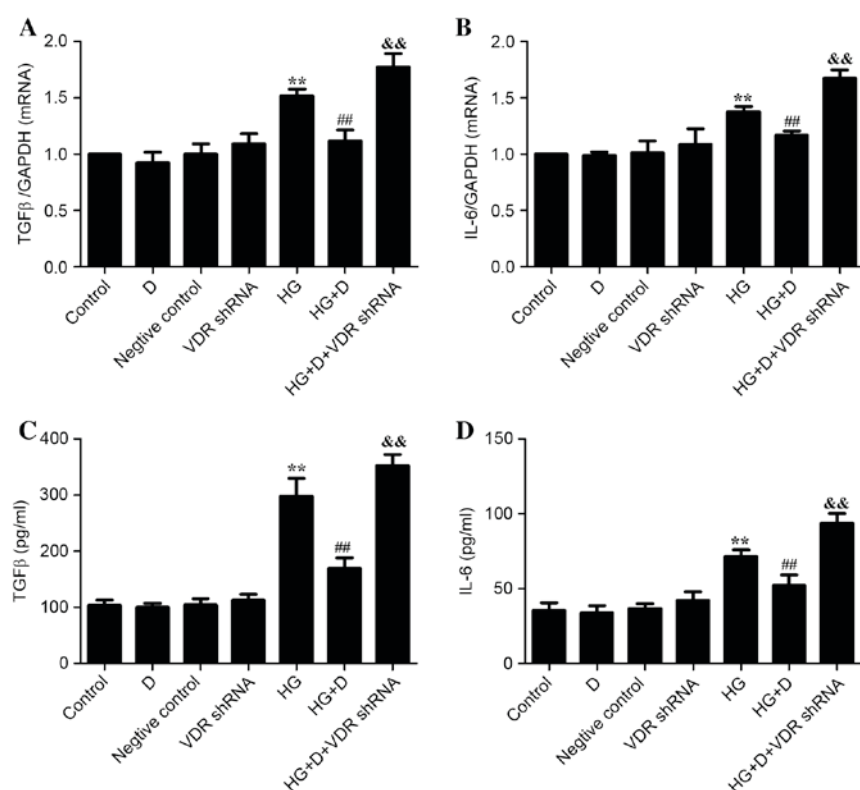 A
TGFβ/GAPDH (mRNA)
2.0
1.5
1.0
0.5
0.0
**
##
&&
Control
D
Negtive control
VDR shRNA
HG
HG+D
HG+D+VDR shRNA
B
IL-6/GAPDH (mRNA)
2.0
1.5
1.0
0.5
0.0
**
##
&&
Control
D
Negtive control
VDR shRNA
HG
HG+D
HG+D+VDR shRNA
C
TGFβ (pg/ml)
400
300
200
100
0
**
##
&&
Control
D
Negtive control
VDR shRNA
HG
HG+D
HG+D+VDR shRNA
D
IL-6 (pg/ml)
150
100
50
0
**
##
&&
Control
D
Negtive control
VDR shRNA
HG
HG+D
HG+D+VDR shRNA